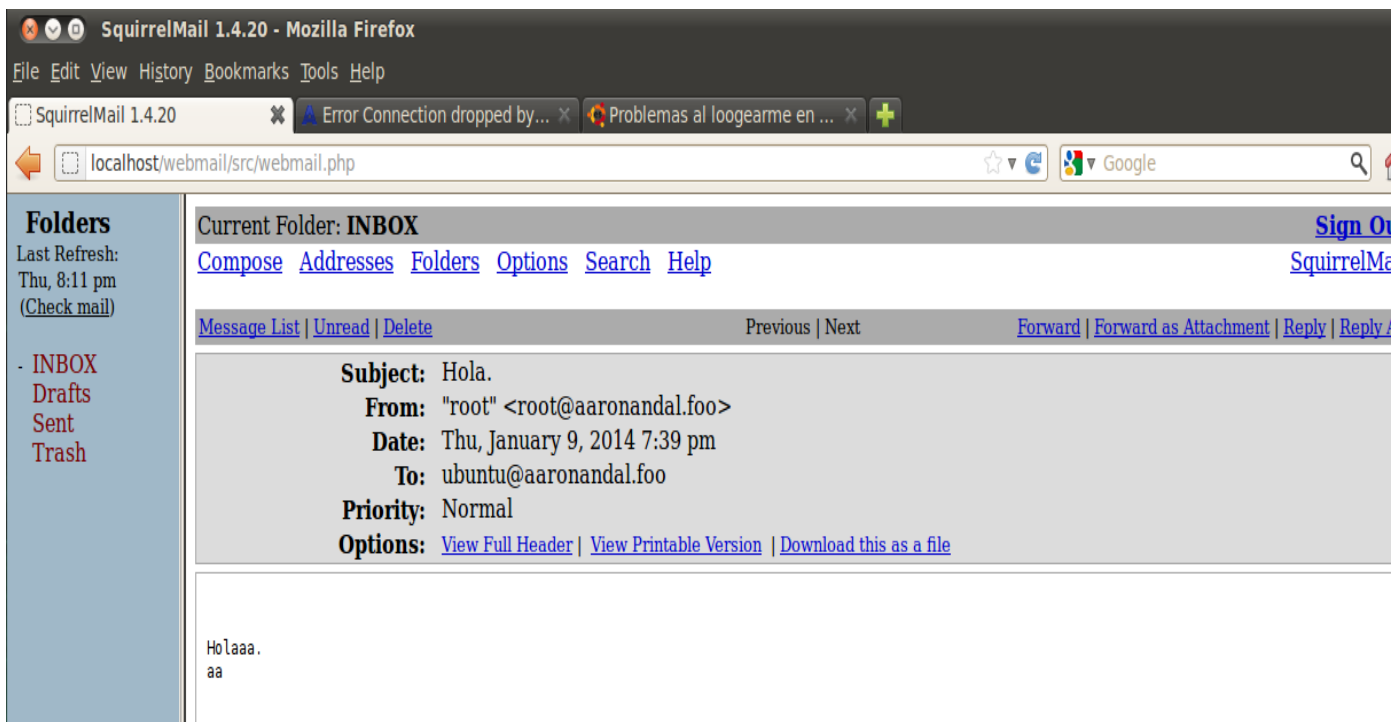 SquirrelMail 1.4.20 - Mozilla Firefox
File Edit View History Bookmarks Tools Help
SquirrelMail 1.4.20 Error Connection dropped by... Problemas al loogearme en ...
localhost/webmail/src/webmail.php Google
Folders
Last Refresh:
Thu, 8:11 pm
(Check mail)
- INBOX
Drafts
Sent
Trash
Current Folder: INBOX Sign Ou
Compose Addresses Folders Options Search Help SquirrelMa
Message List | Unread | Delete Previous | Next Forward | Forward as Attachment | Reply | Reply A
Subject: Hola.
From: "root" <root@aaronandal.foo>
Date: Thu, January 9, 2014 7:39 pm
To: ubuntu@aaronandal.foo
Priority: Normal
Options: View Full Header | View Printable Version | Download this as a file
Holaaa.
aa